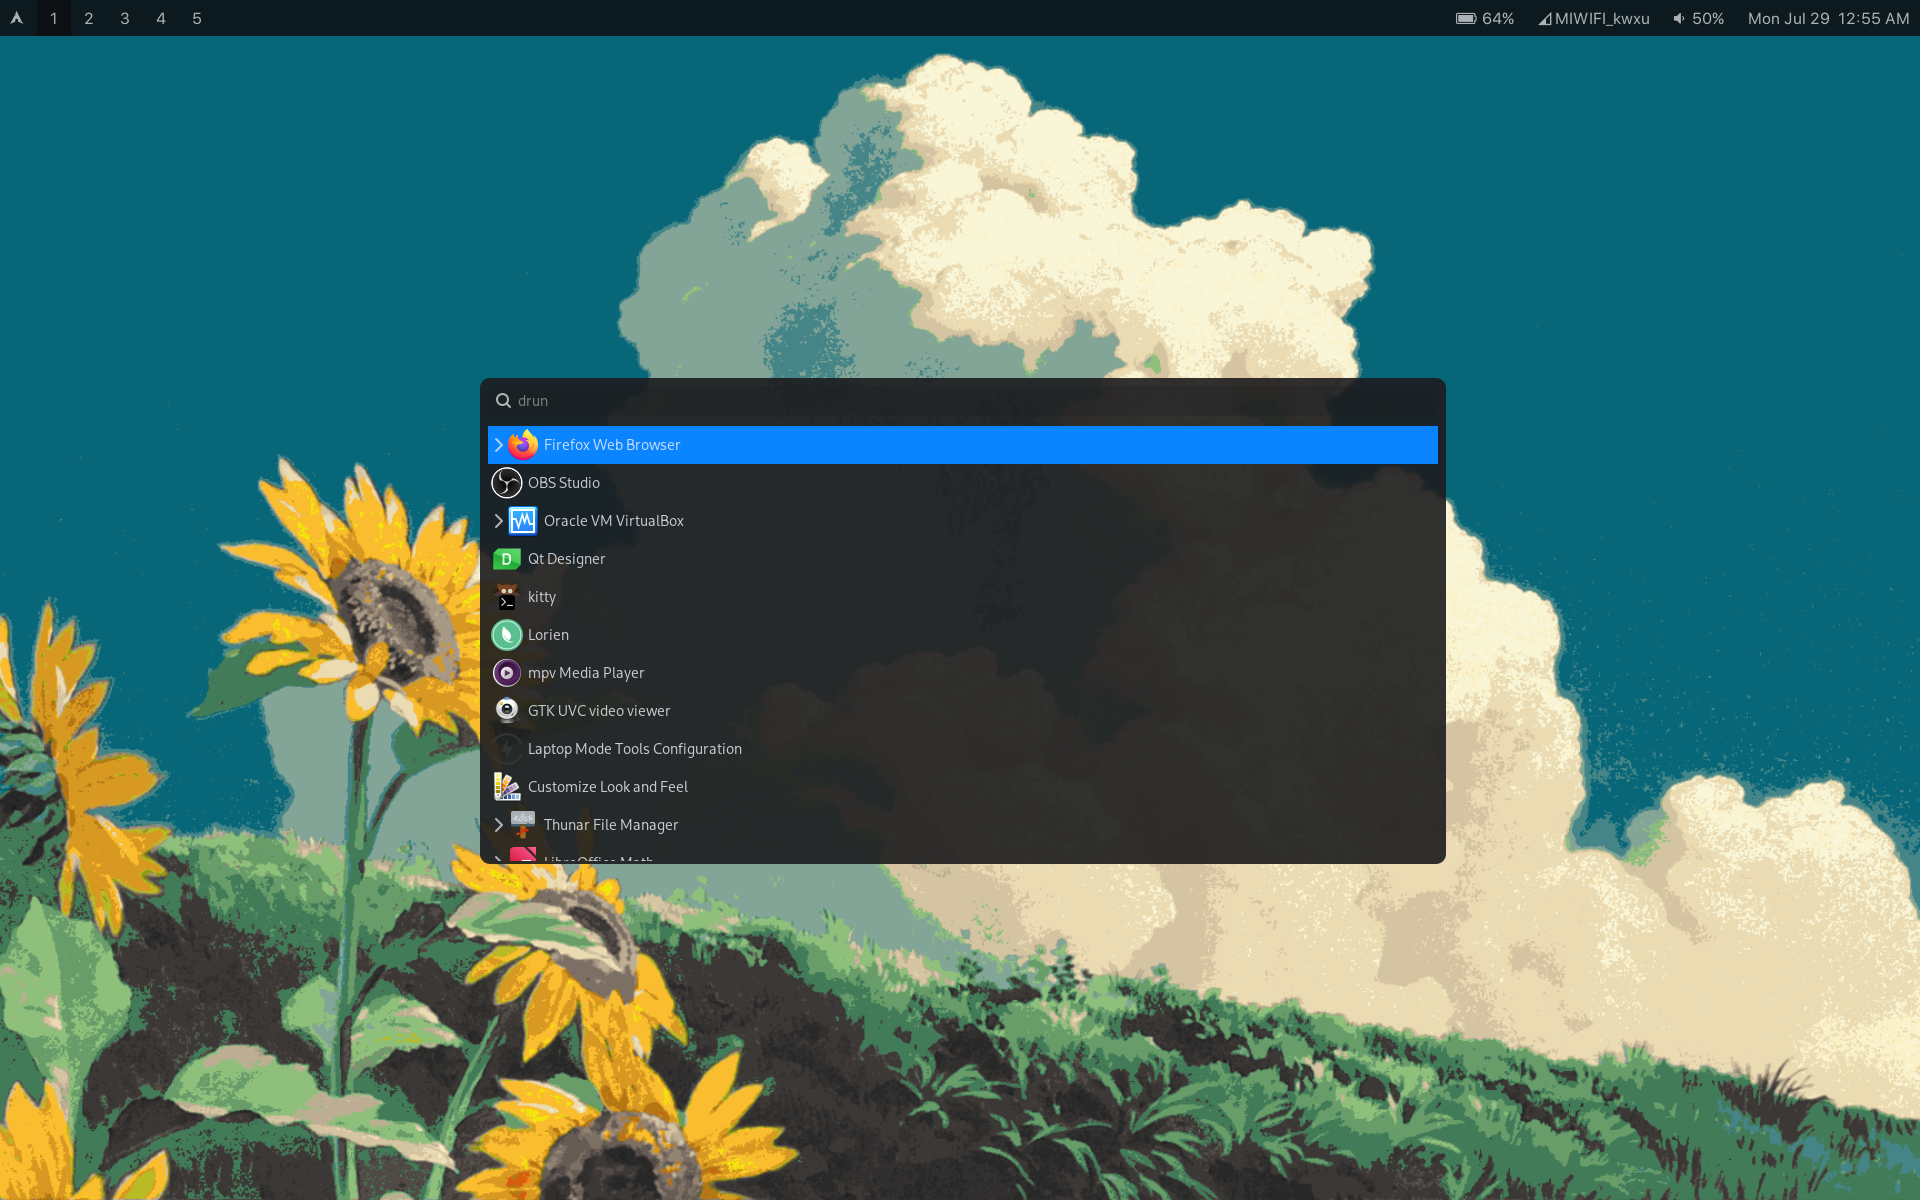 1 2 3 4 5 64% MIWIFI_kwxu 50% Mon Jul 29 12:55 AM
drun
Firefox Web Browser
OBS Studio
Oracle VM VirtualBox
D Qt Designer
kitty
Lorien
mpv Media Player
GTK UVC video viewer
Laptop Mode Tools Configuration
Customize Look and Feel
Thunar File Manager
LibreOffice Math